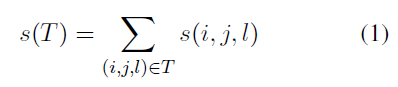 s(T) = ∑ s(i, j, l) (1)
(i,j,l)∈T